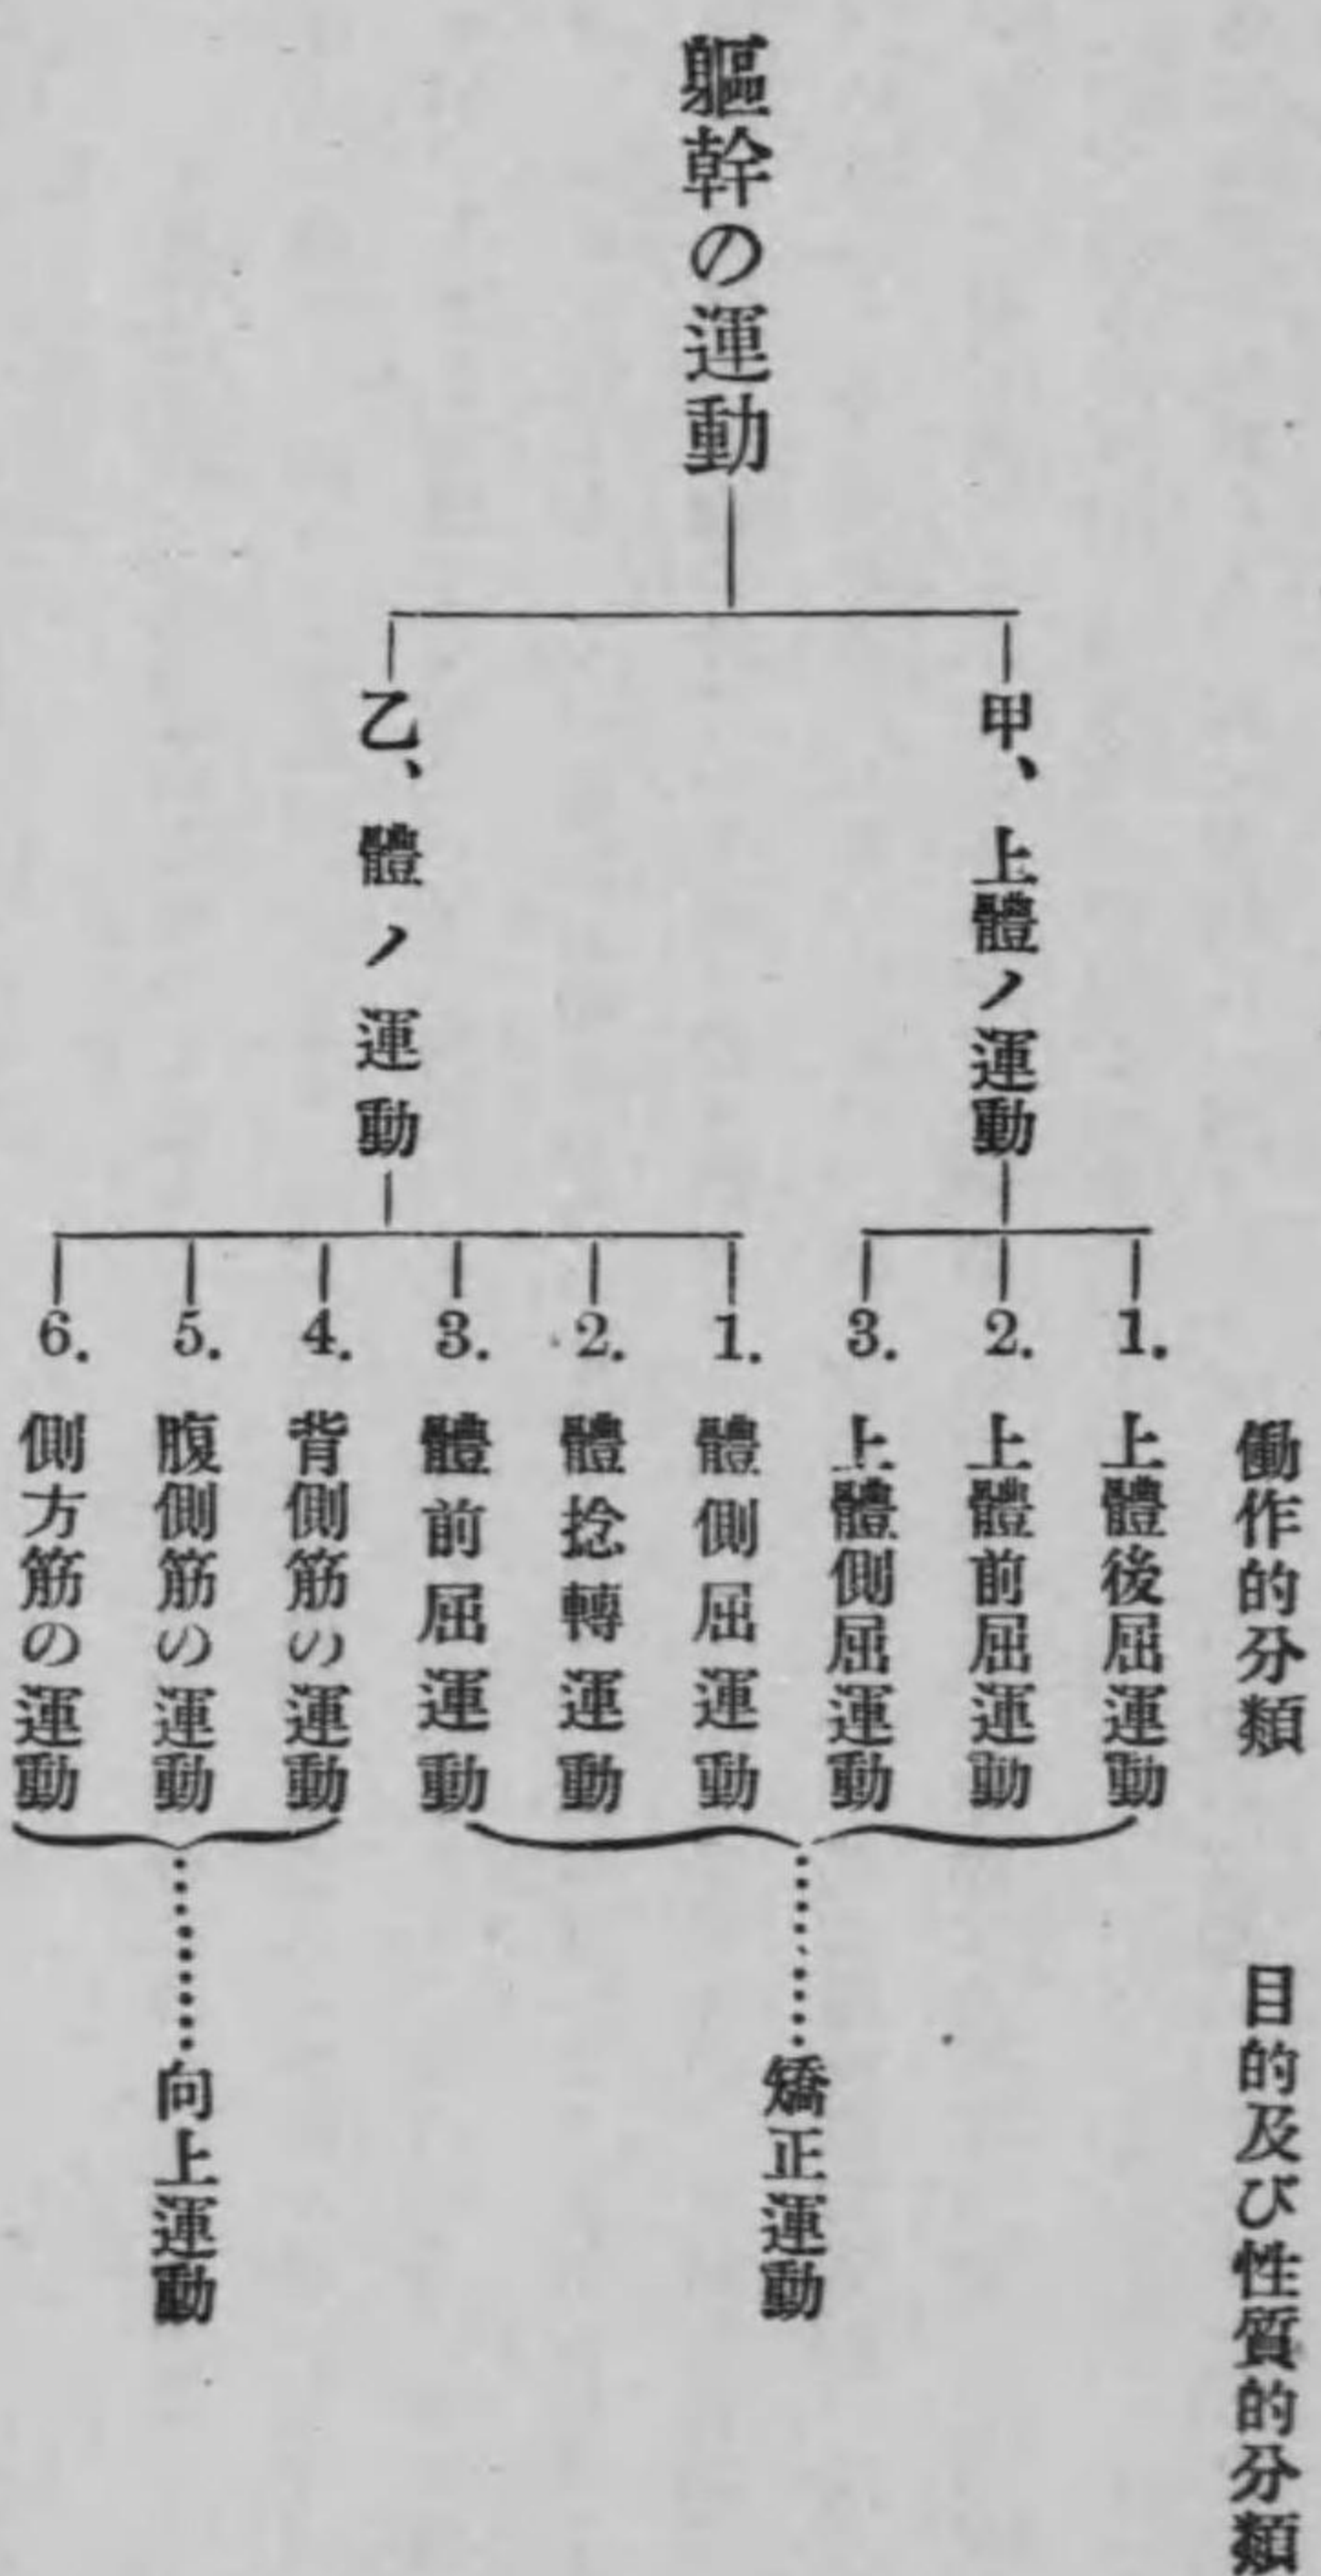 働作的分類
目的及び性質的分類
軀幹の運動
甲、上體ノ運動
1. 上體後屈運動
2. 上體前屈運動
3. 上體側屈運動
乙、體ノ運動
1. 體側屈運動
2. 體捻轉運動
3. 體前屈運動
4. 背側筋の運動
5. 腹側筋の運動
6. 側方筋の運動
矯正運動
向上運動